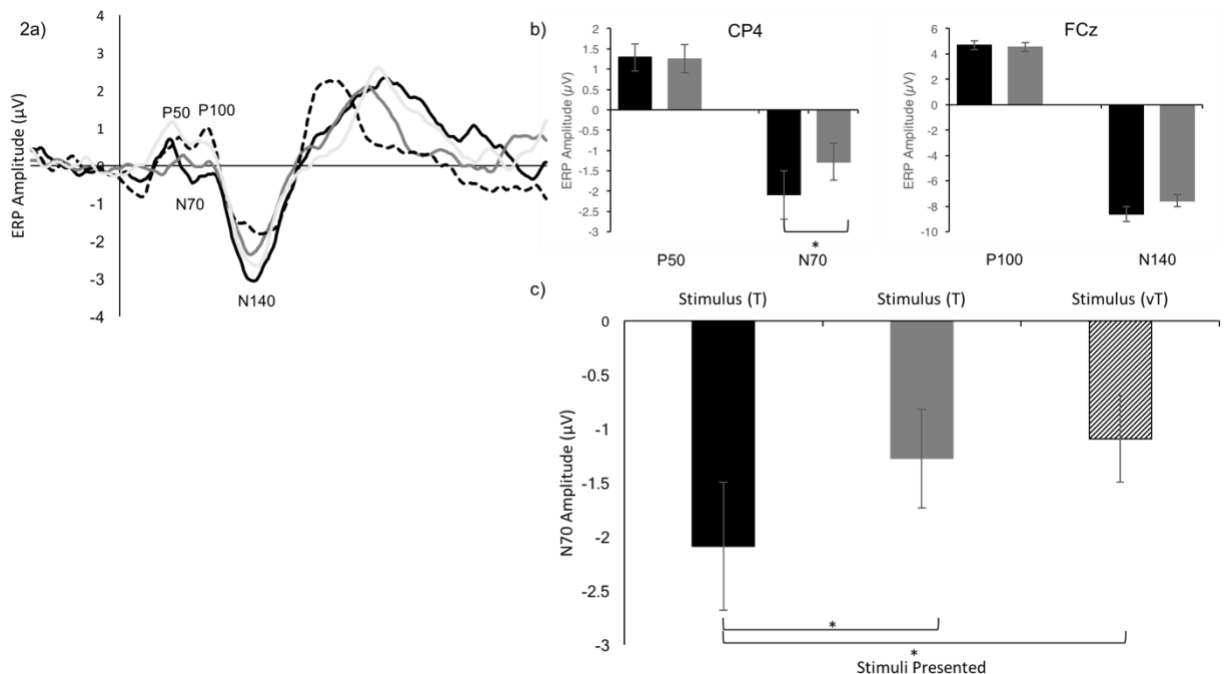 2a)
4
3
2
1
0
-1
-2
-3
-4
ERP Amplitude (µV)
P50
P100
N70
N140
b)
CP4
2
1.5
1
0.5
0
-0.5
-1
-1.5
-2
-2.5
-3
ERP Amplitude (µV)
*
P50
N70
FCz
6
4
2
0
-2
-4
-6
-8
-10
ERP Amplitude (µV)
P100
N140
c)
Stimulus (T)
Stimulus (T)
Stimulus (vT)
0
-0.5
-1
-1.5
-2
-2.5
-3
N70 Amplitude (µV)
*
*
Stimuli Presented